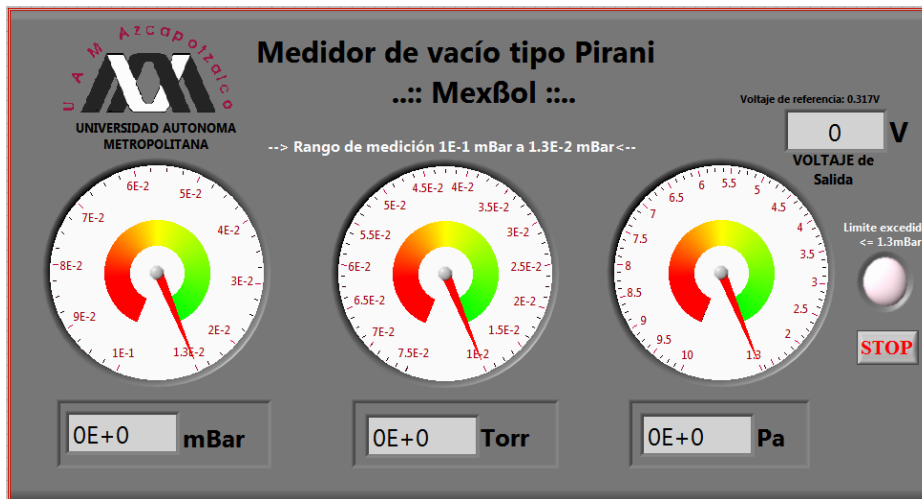 U A M Azcapotzalco
UNIVERSIDAD AUTONOMA
METROPOLITANA
Medidor de vacío tipo Pirani
..:: Mexßol ::..
--> Rango de medición 1E-1 mBar a 1.3E-2 mBar<--
Voltaje de referencia: 0.317V
0 V
VOLTAJE de
Salida
Limite excedid
<= 1.3mBar
STOP
1E-1
9E-2
8E-2
7E-2
6E-2
5E-2
4E-2
3E-2
2E-2
1.3E-2
7.5E-2
7E-2
6.5E-2
6E-2
5.5E-2
5E-2
4.5E-2
4E-2
3.5E-2
3E-2
2.5E-2
2E-2
1.5E-2
1E-2
10
9.5
9
8.5
8
7.5
7
6.5
6
5.5
5
4.5
4
3.5
3
2
1.3
0E+0 mBar
0E+0 Torr
0E+0 Pa